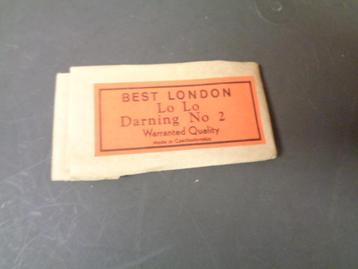 BEST LONDON
Lo Lo
Darning No 2
Warranted Quality
Made in Czechoslovakia